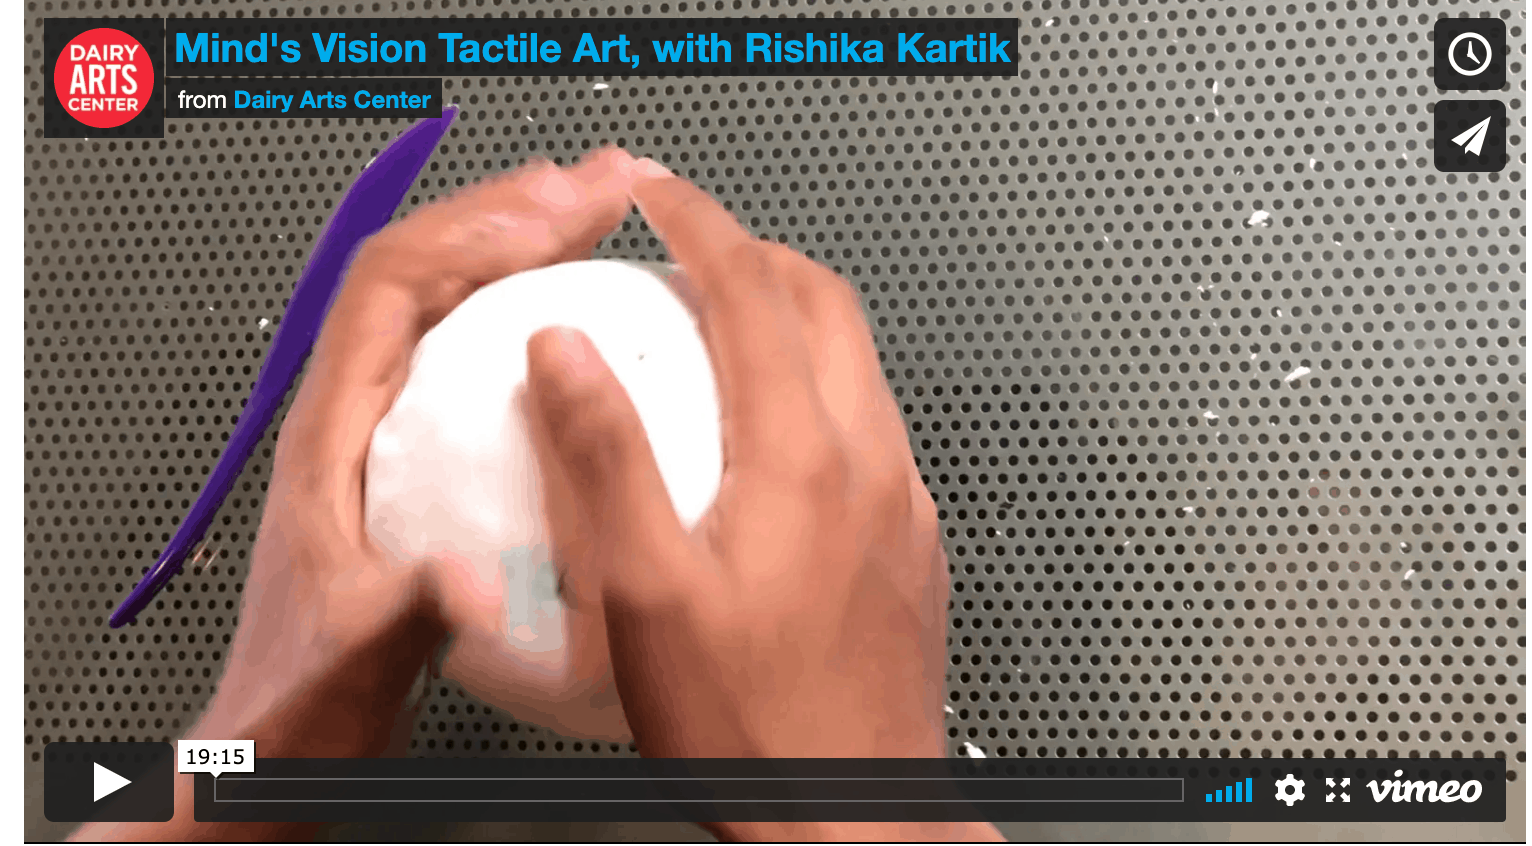 DAIRY
ARTS
CENTER
Mind's Vision Tactile Art, with Rishika Kartik
from Dairy Arts Center
19:15
vimeo